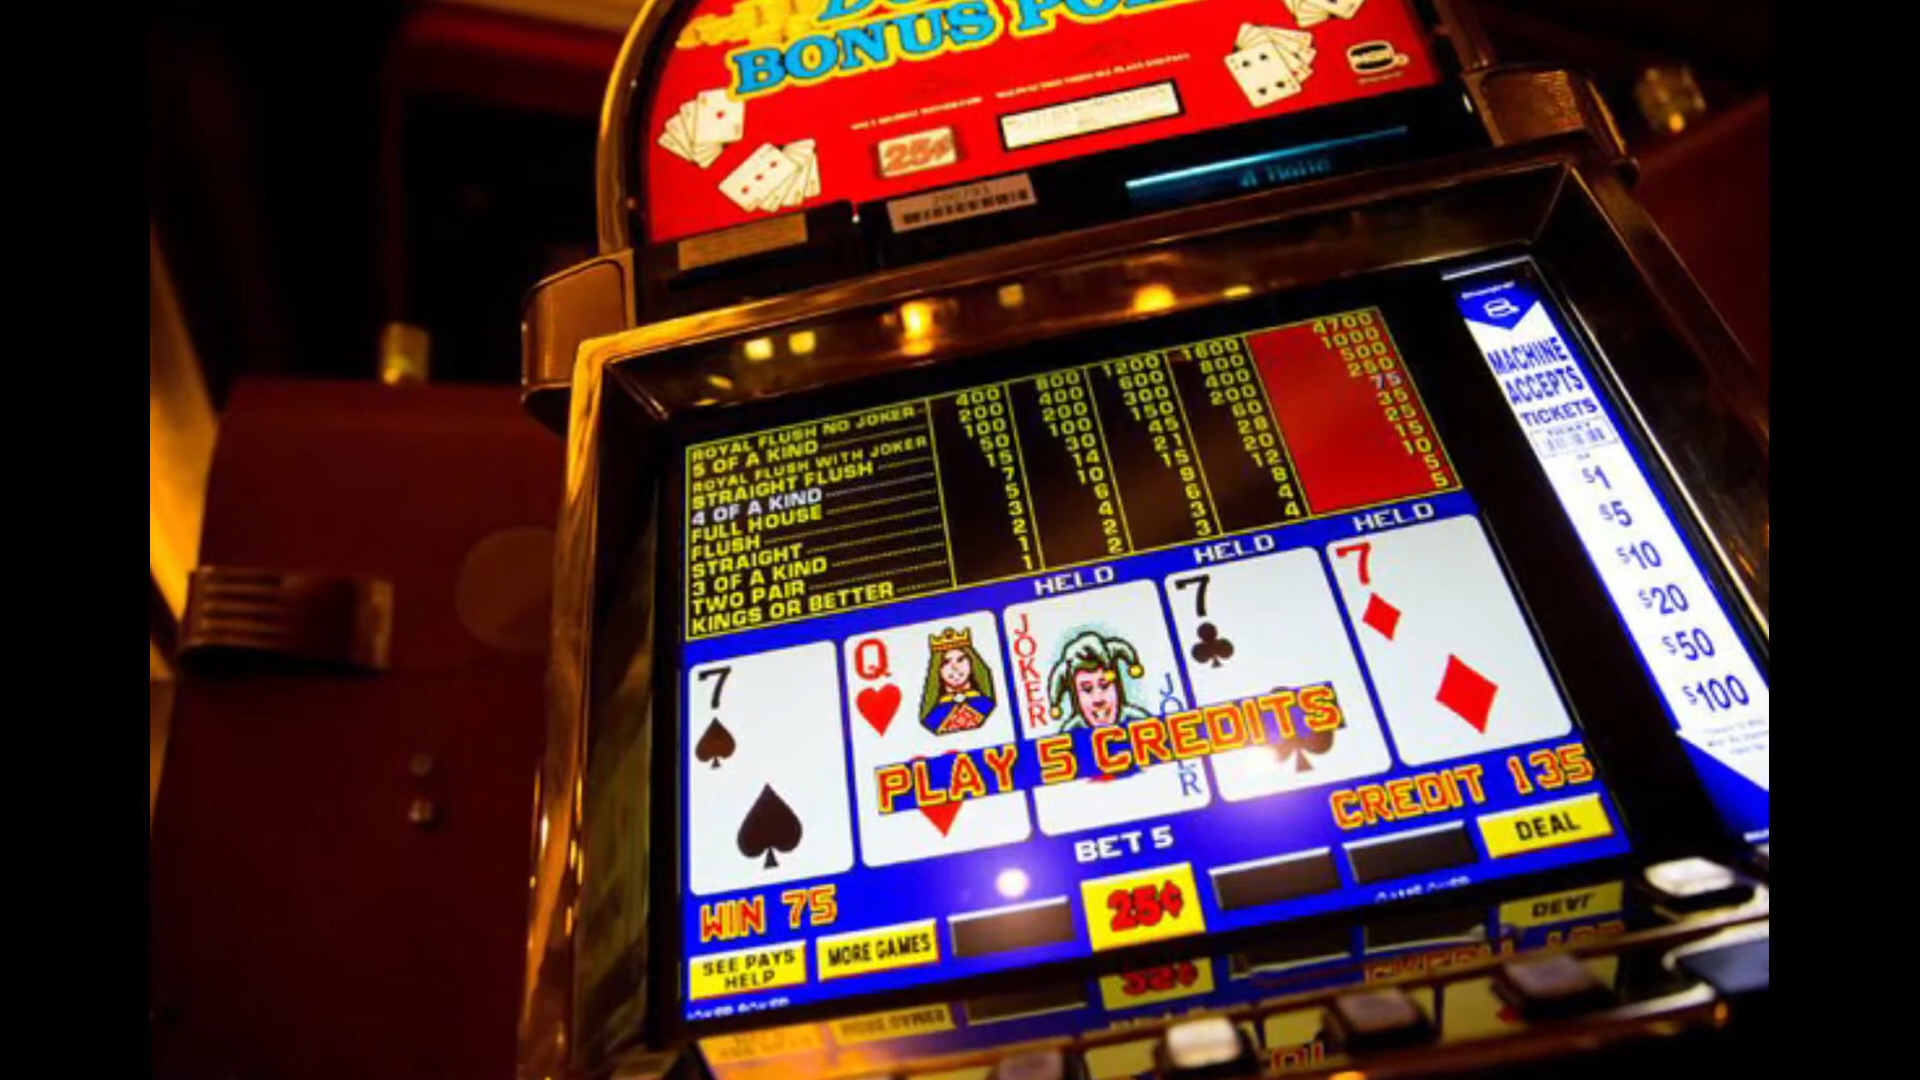 BONUS
25¢
ROYAL FLUSH NO JOKER 400 800 1200 1600 4700
5 OF A KIND 200 400 600 800 1000
ROYAL FLUSH WITH JOKER 100 200 300 400 500
STRAIGHT FLUSH 50 100 150 200 250
4 OF A KIND 15 30 45 60 75
FULL HOUSE 7 14 21 28 35
FLUSH 5 10 15 20 25
STRAIGHT 3 6 9 12 15
3 OF A KIND 2 4 6 8 10
TWO PAIR 1 2 3 4 5
KINGS OR BETTER 1 2 3 4 5
MACHINE
ACCEPTS
TICKETS
$1
$5
$10
$20
$50
$100
HELD HELD HELD
7 Q JOKER 7 7
PLAY 5 CREDITS
WIN 75 BET 5 CREDIT 135
SEE PAYS
HELP
MORE GAMES
25¢
DEAL